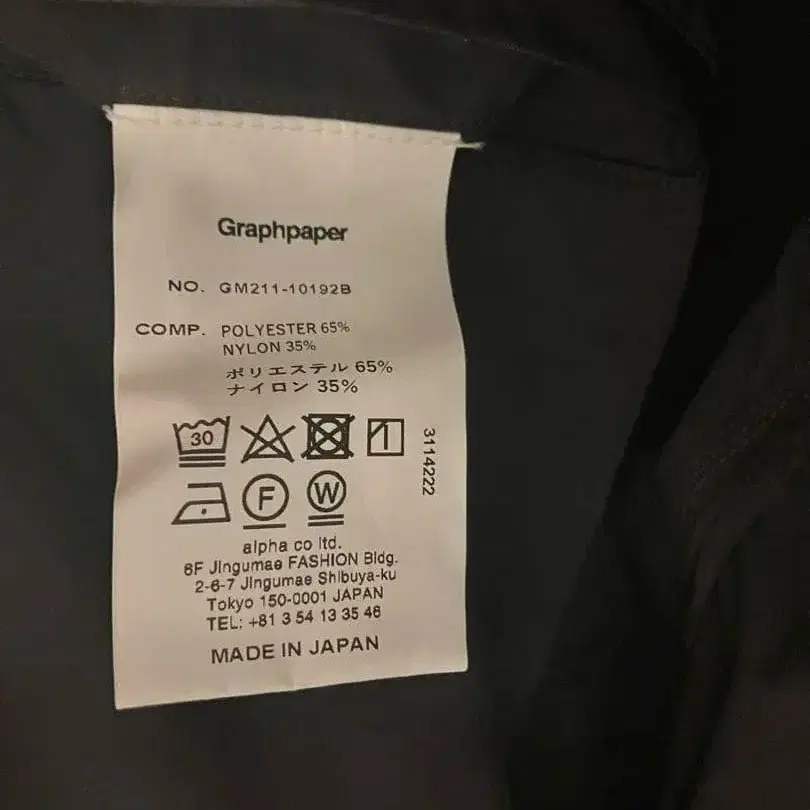 Graphpaper
NO. GM211-10192B
COMP. POLYESTER 65%
NYLON 35%
ポリエステル 65%
ナイロン 35%
30
3114222
F
W
alpha co ltd.
6F Jingumae FASHION Bldg.
2-6-7 Jingumae Shibuya-ku
Tokyo 150-0001 JAPAN
TEL: +81 3 54 13 35 46
MADE IN JAPAN